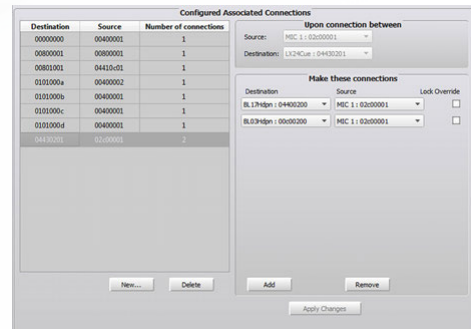 Configured Associated Connections
Destination Source Number of connections
00000000 00400001 1
00800001 00800001 1
00801001 04410c01 1
0101000a 00400002 1
0101000b 00400001 1
0101000c 00400001 1
0101000d 00400001 1
04430201 02c00001 2
New... Delete
Upon connection between
Source: MIC 1 : 02c00001
Destination: LX24Cue : 04430201
Make these connections
Destination Source Lock Override
BL17Hdpn : 04400200 MIC 1 : 02c00001
BL03Hdpn : 00c00200 MIC 1 : 02c00001
Add Remove
Apply Changes